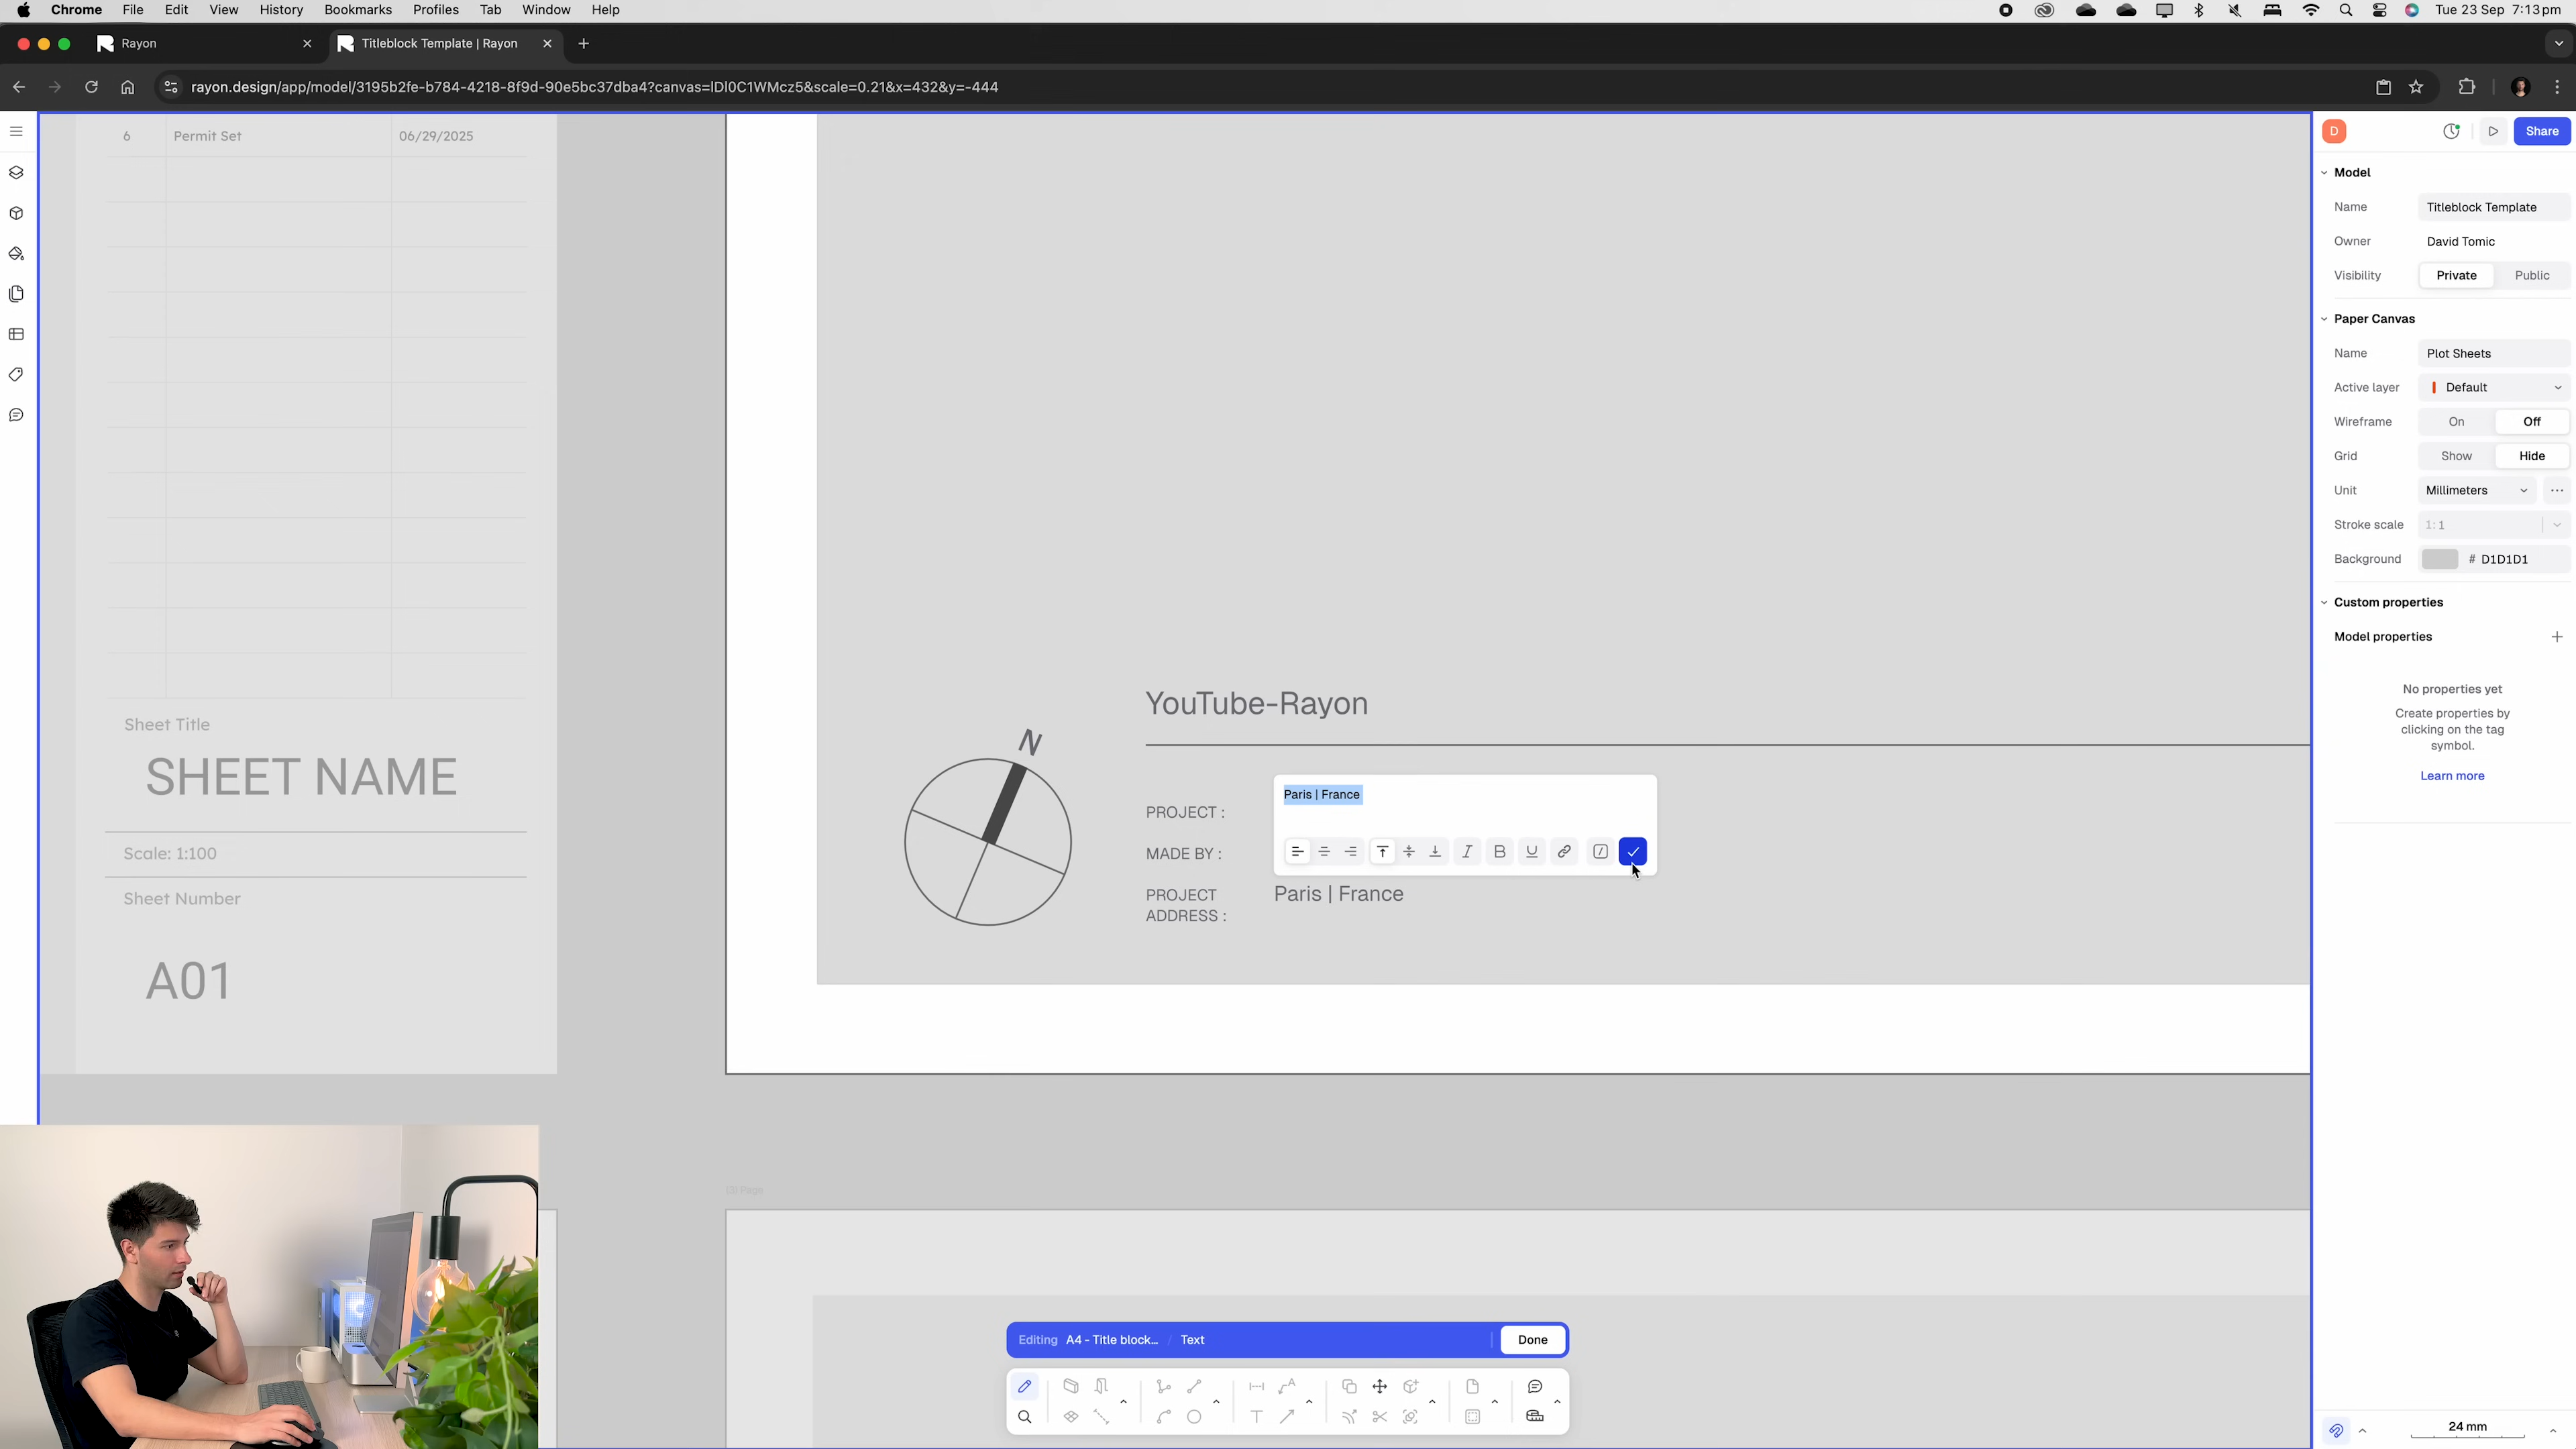 Chrome File Edit View History Bookmarks Profiles Tab Window Help Tue 23 Sep 7:13 pm
Rayon Titleblock Template | Rayon
rayon.design/app/model/3195b2fe-b784-4218-8f9d-90e5bc37dba4?canvas=lDl0C1WMcz5&scale=0.21&x=432&y=-444
D Share
Model
Name Titleblock Template
Owner David Tomic
Visibility Private Public
Paper Canvas
Name Plot Sheets
Active layer Default
Wireframe On Off
Grid Show Hide
Unit Millimeters
Stroke scale 1: 1
Background # D1D1D1
Custom properties
Model properties
No properties yet
Create properties by
clicking on the tag
symbol.
Learn more
6 Permit Set 06/29/2025
Sheet Title
SHEET NAME
Scale: 1:100
Sheet Number
A01
YouTube-Rayon
N
PROJECT :
Paris | France
MADE BY :
PROJECT
ADDRESS :
Paris | France
(3) Page
Editing A4 - Title block... / Text Done
24 mm